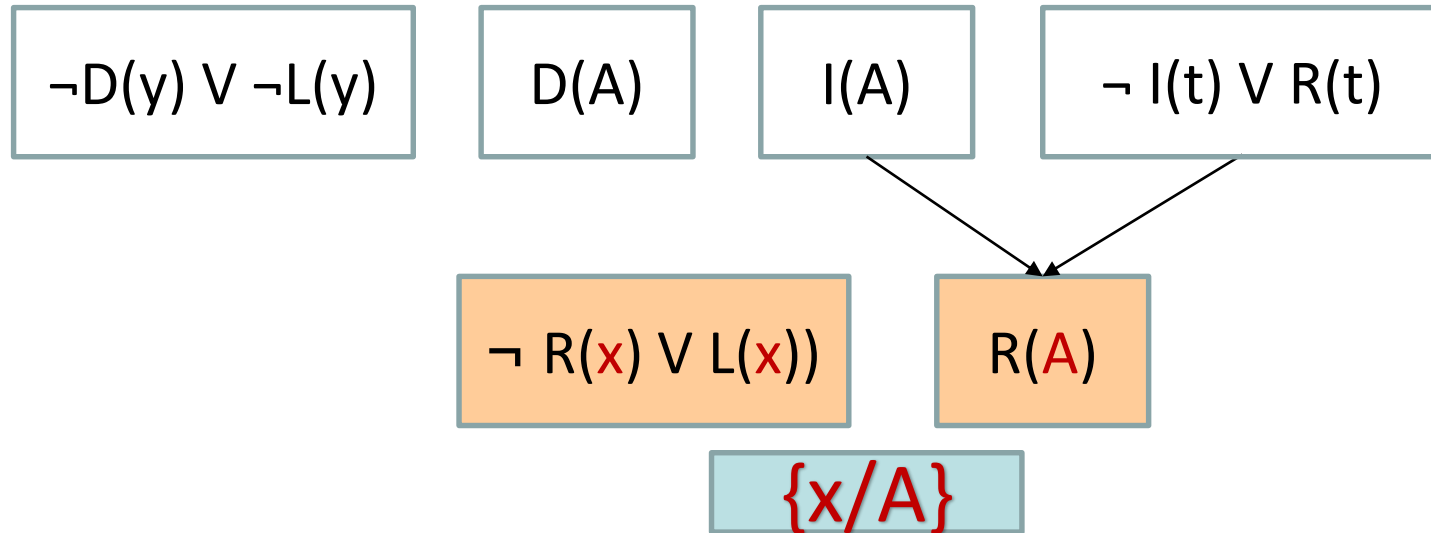 ¬D(y) V ¬L(y)
D(A)
I(A)
¬ I(t) V R(t)
¬ R(x) V L(x))
R(A)
{x/A}